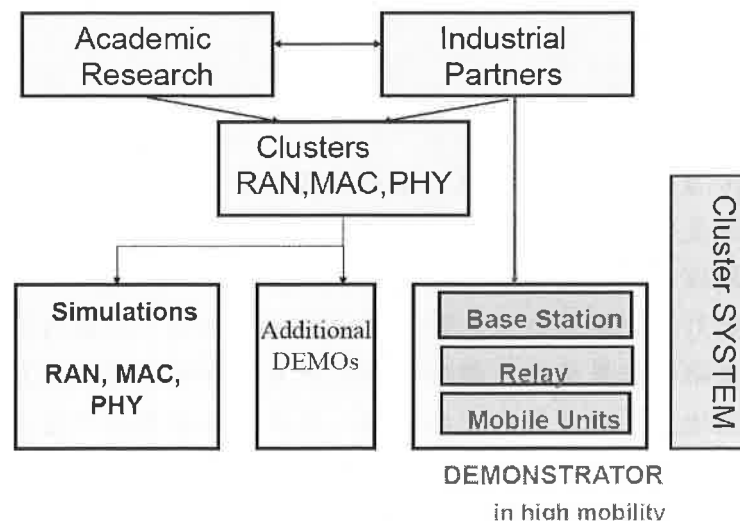 Academic
Research
Industrial
Partners
Clusters
RAN,MAC,PHY
Cluster SYSTEM
Simulations
RAN, MAC,
PHY
Additional
DEMOs
Base Station
Relay
Mobile Units
DEMONSTRATOR
in high mobility